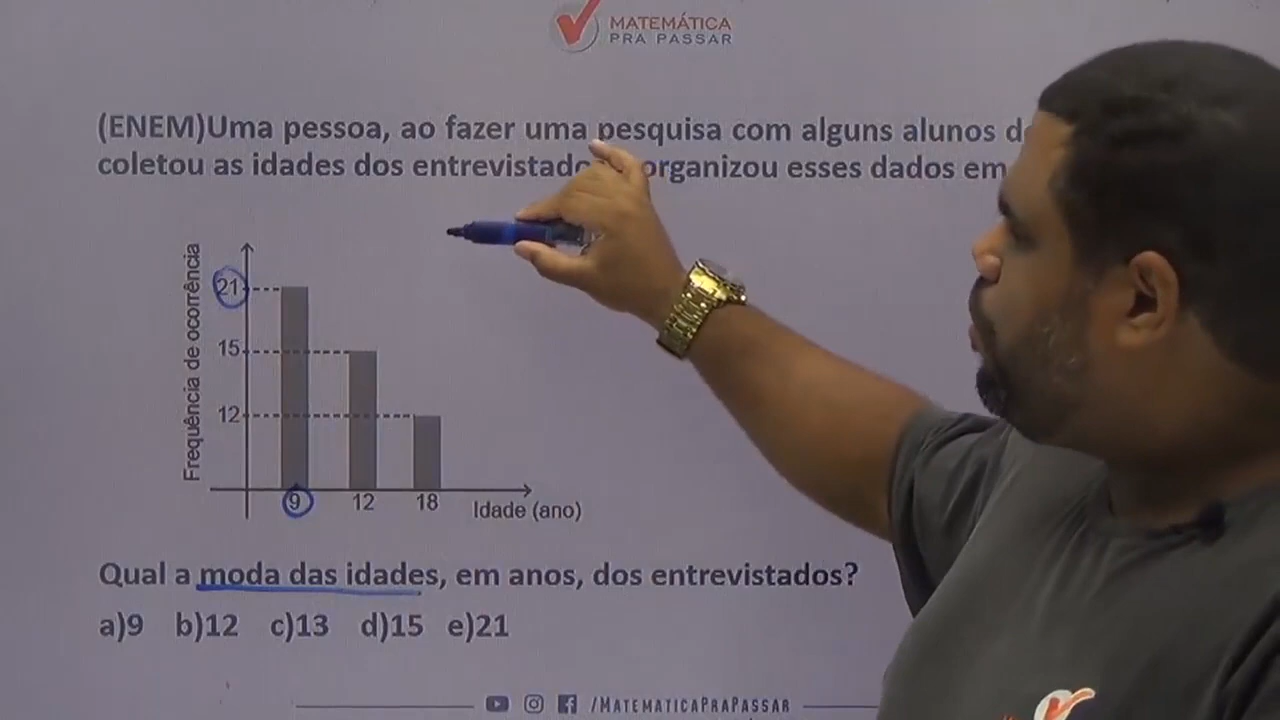 MATEMÁTICA
PRA PASSAR
(ENEM)Uma pessoa, ao fazer uma pesquisa com alguns alunos
coletou as idades dos organizou esses dados em
Frequência de ocorrência
21
15
12
9 12 18 Idade (ano)
Qual a moda das idades, em anos, dos entrevistados?
a)9 b)12 c)13 d)15 e)21
/MATEMATICAPRAPASSAR